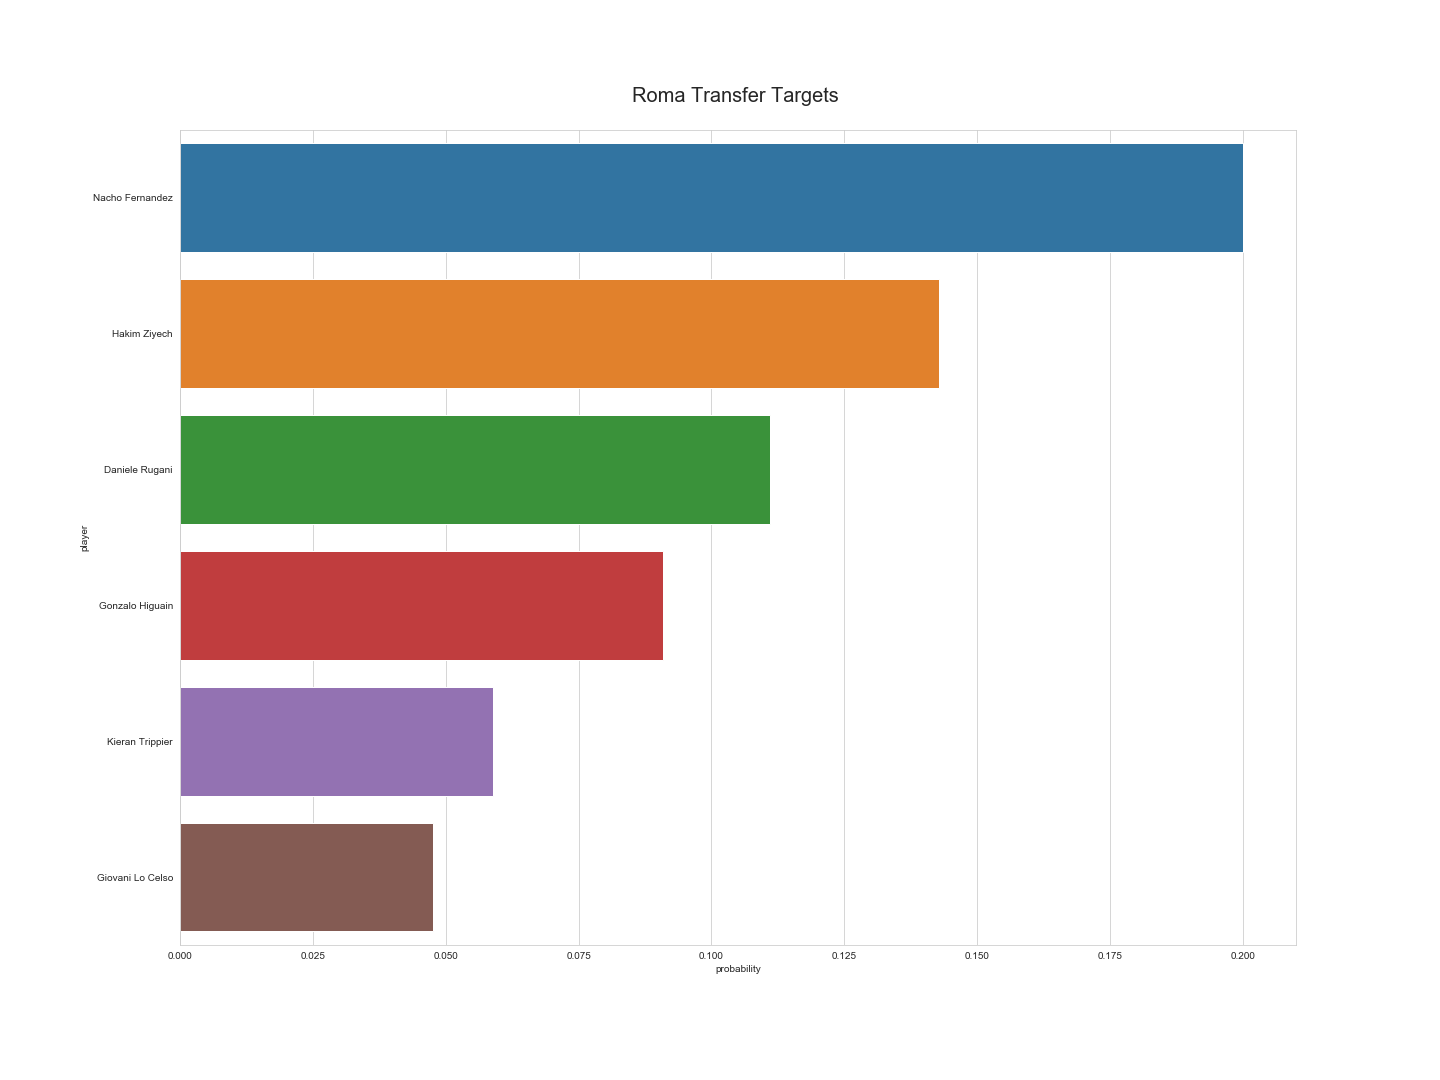 Roma Transfer Targets
Nacho Fernandez
Hakim Ziyech
Daniele Rugani
player
Gonzalo Higuain
Kieran Trippier
Giovani Lo Celso
0.000 0.025 0.050 0.075 0.100 0.125 0.150 0.175 0.200
probability